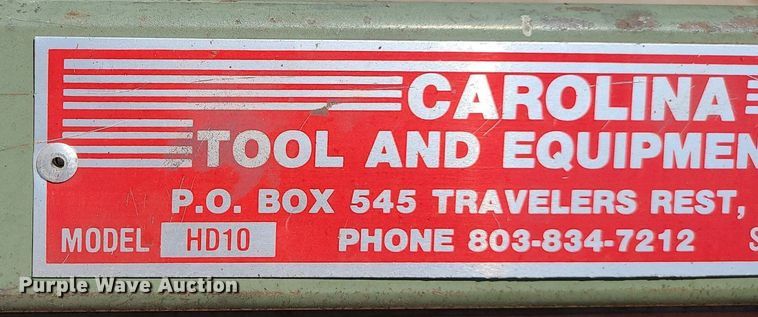 CAROLINA
TOOL AND EQUIPMEN
P.O. BOX 545 TRAVELERS REST,
MODEL HD10 PHONE 803-834-7212 S
Purple Wave Auction